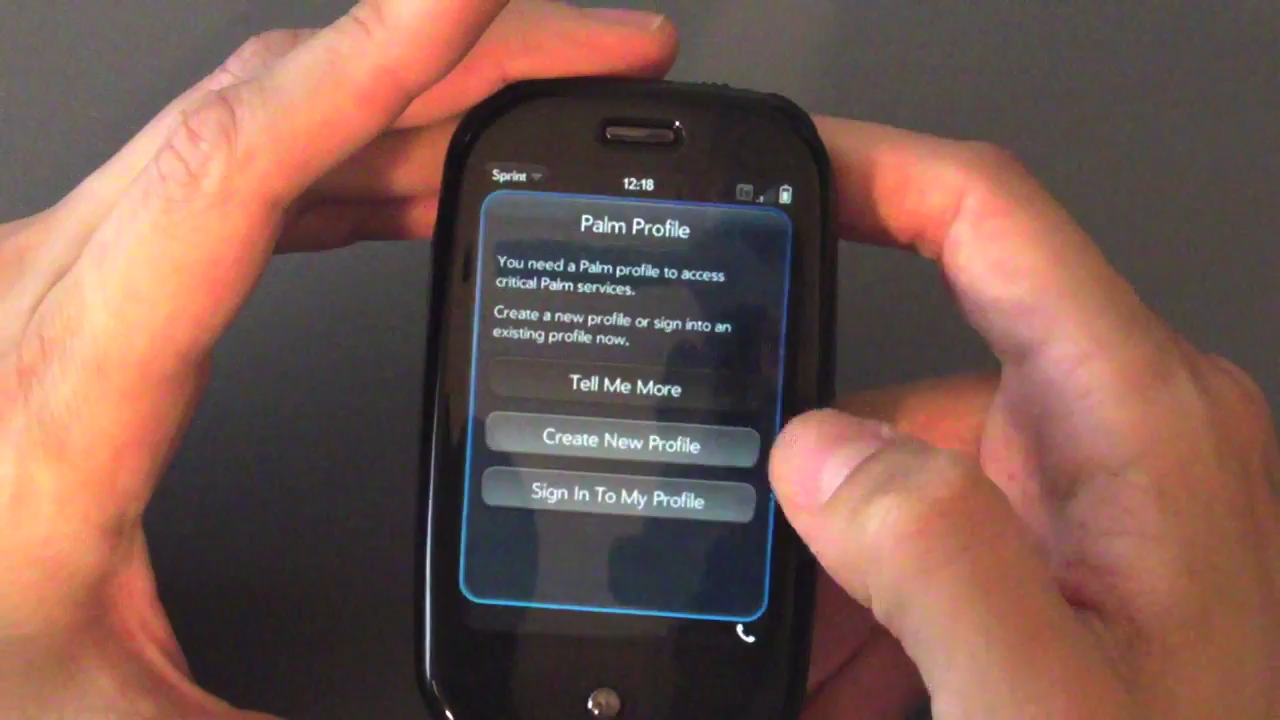 Sprint
12:18
Palm Profile
You need a Palm profile to access
critical Palm services.
Create a new profile or sign into an
existing profile now.
Tell Me More
Create New Profile
Sign In To My Profile